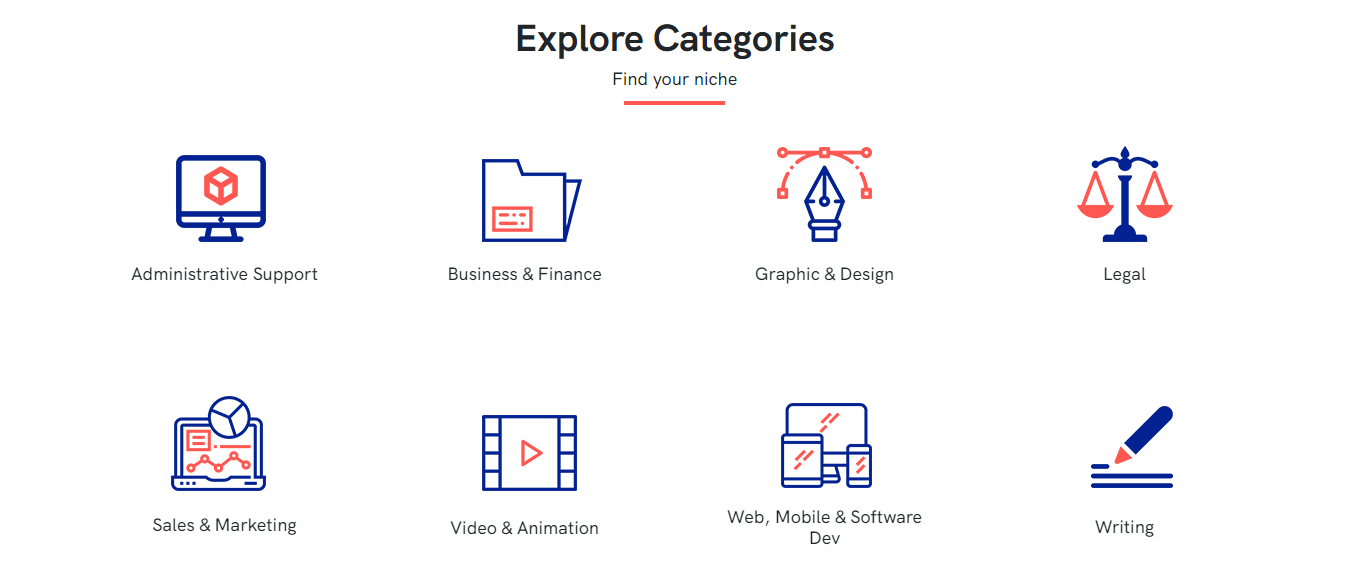 Explore Categories
Find your niche
Administrative Support
Business & Finance
Graphic & Design
Legal
Sales & Marketing
Video & Animation
Web, Mobile & Software
Dev
Writing